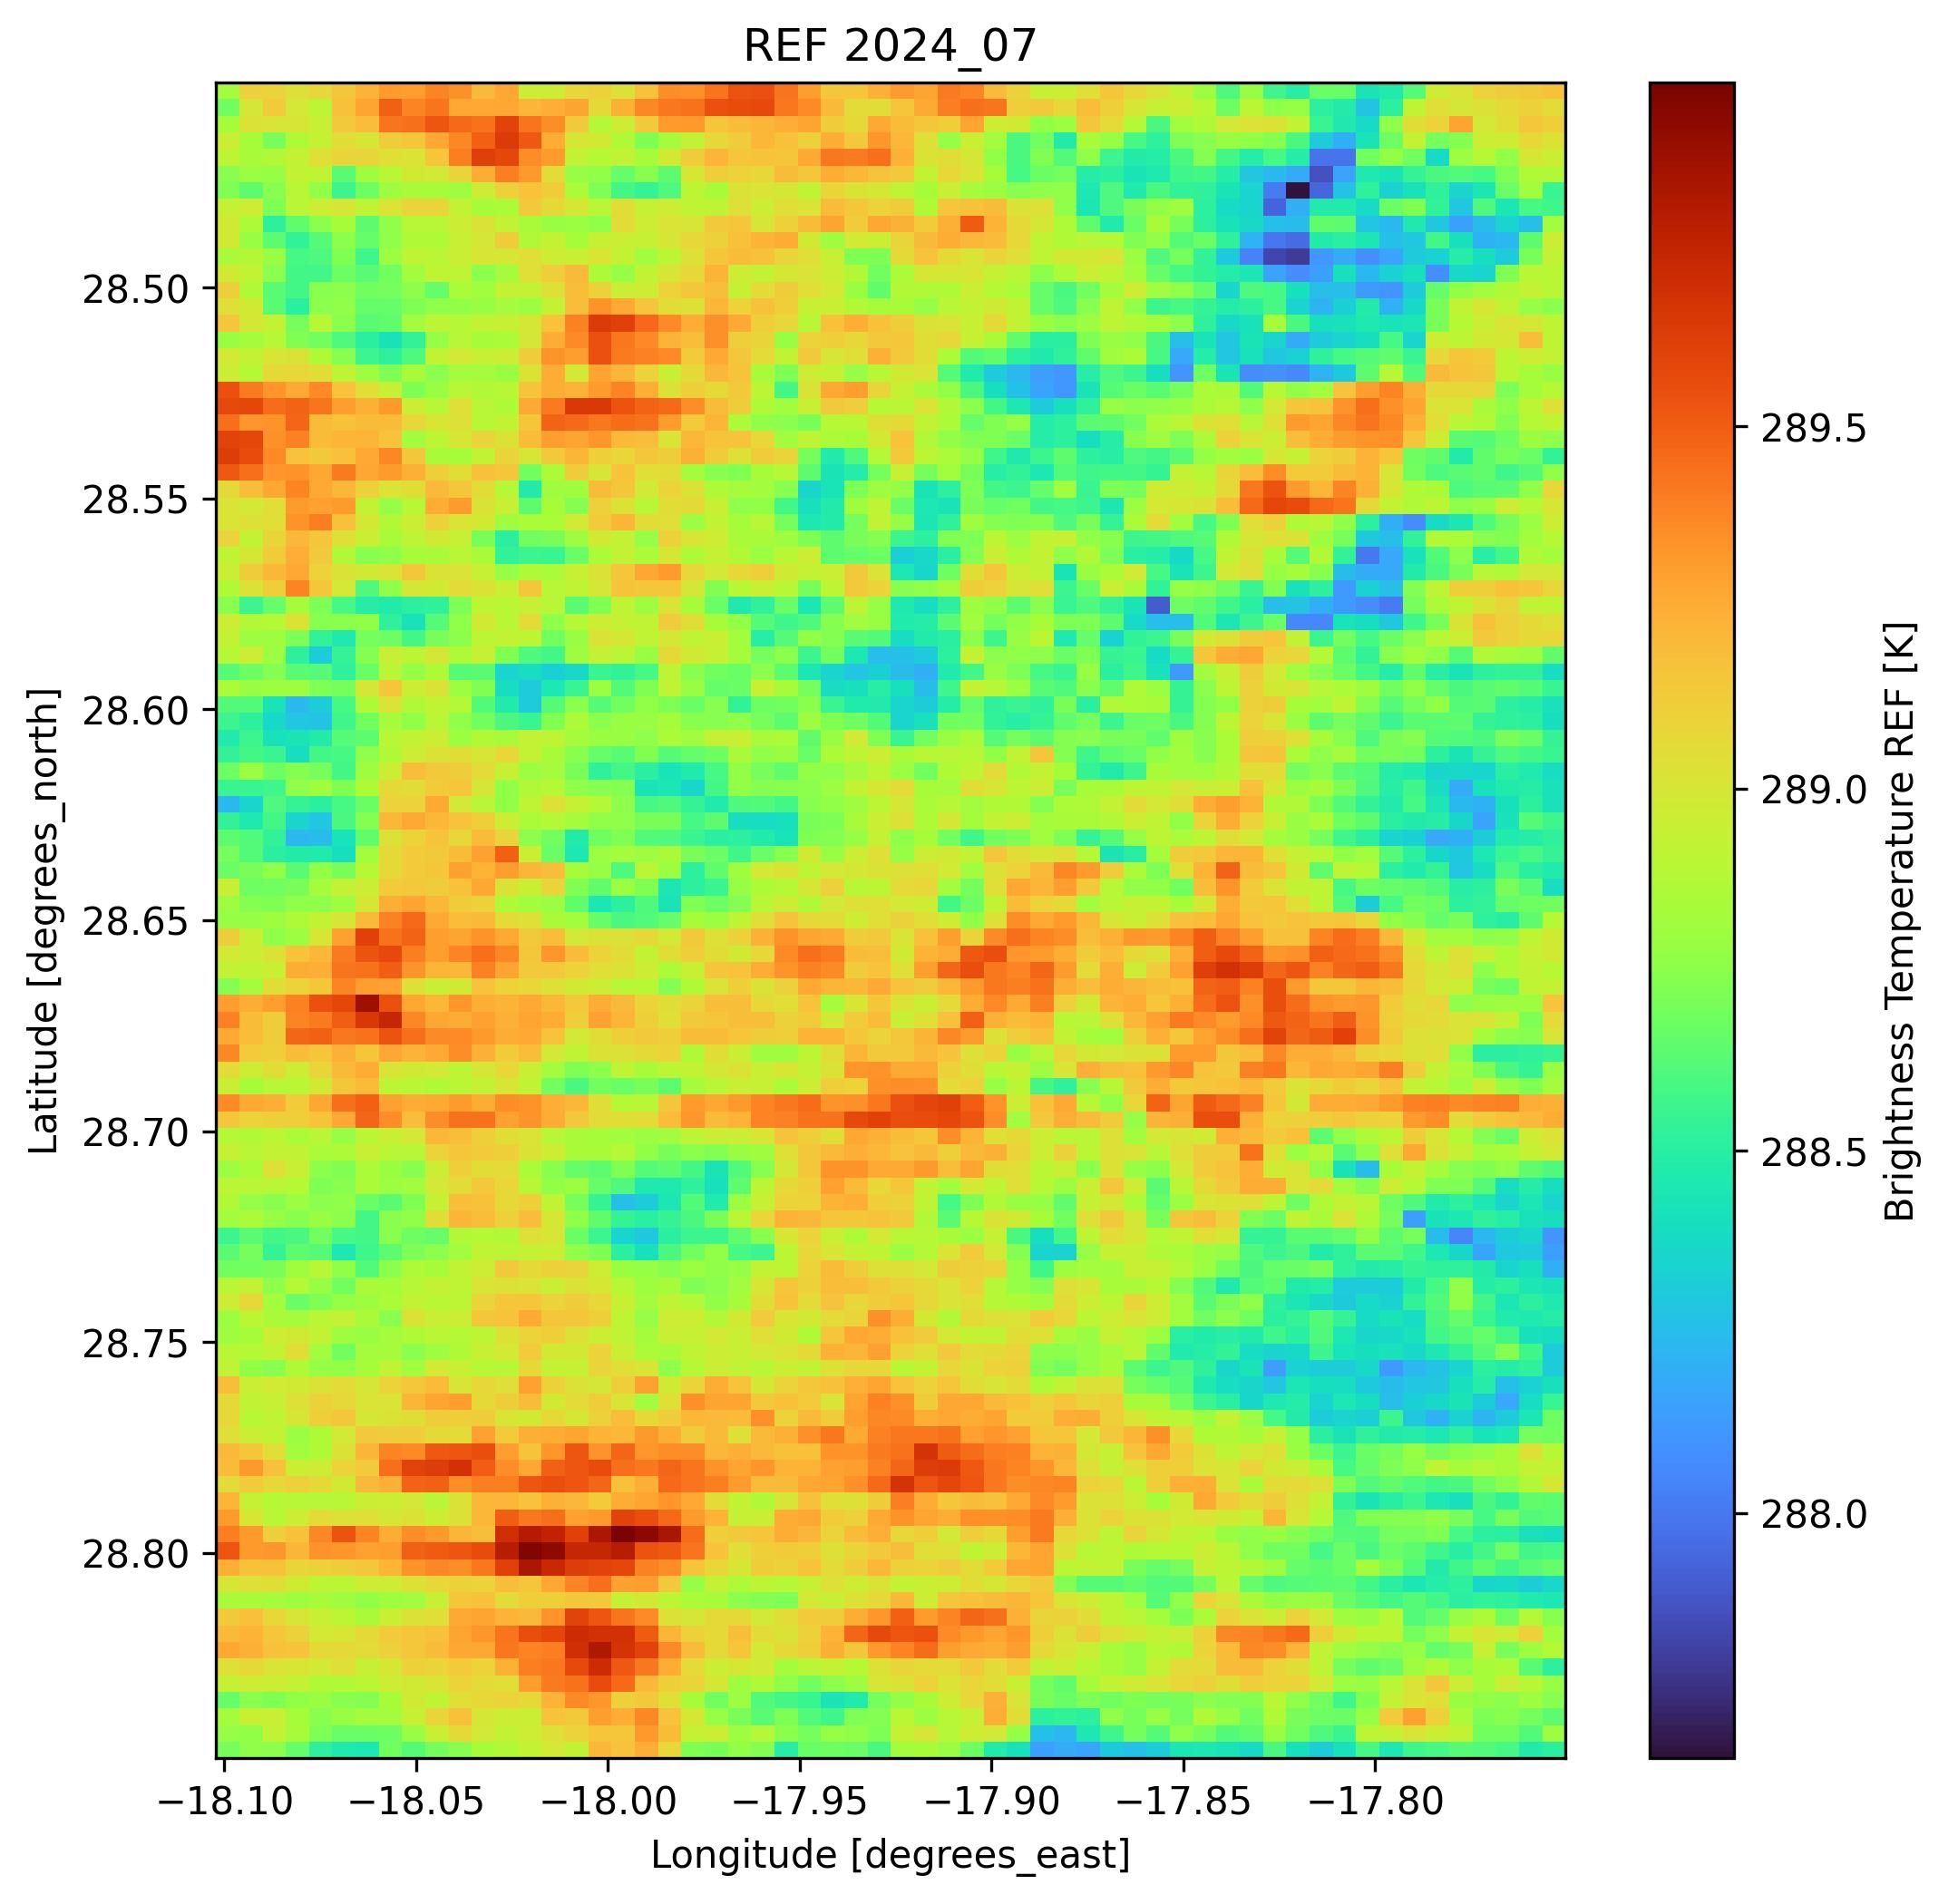 REF 2024_07
28.50
28.55
28.60
28.65
28.70
28.75
28.80
Latitude [degrees_north]
−18.10 −18.05 −18.00 −17.95 −17.90 −17.85 −17.80
Longitude [degrees_east]
289.5
289.0
288.5
288.0
Brightness Temperature REF [K]